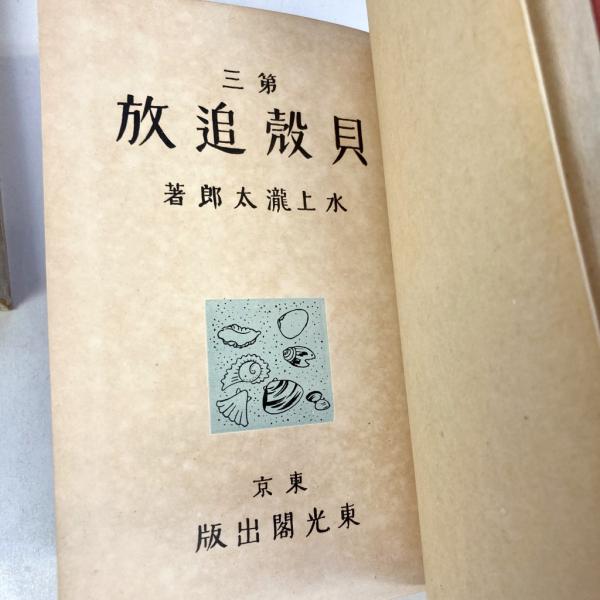 第三
貝殻追放
水上瀧太郎著
東京
東光閣出版